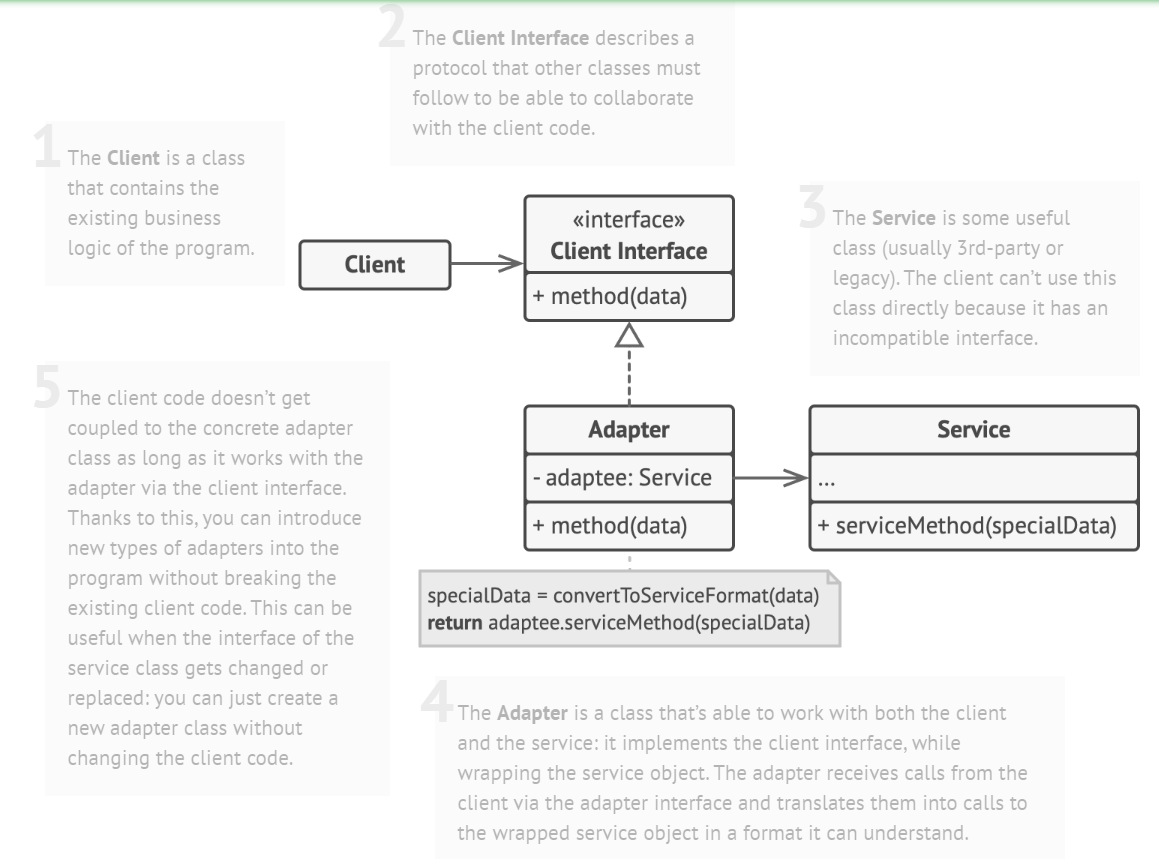 2
The Client Interface describes a
protocol that other classes must
follow to be able to collaborate
with the client code.
1
The Client is a class
that contains the
existing business
logic of the program.
Client
«interface»
Client Interface
+ method(data)
3
The Service is some useful
class (usually 3rd-party or
legacy). The client can’t use this
class directly because it has an
incompatible interface.
5
The client code doesn’t get
coupled to the concrete adapter
class as long as it works with the
adapter via the client interface.
Thanks to this, you can introduce
new types of adapters into the
program without breaking the
existing client code. This can be
useful when the interface of the
service class gets changed or
replaced: you can just create a
new adapter class without
changing the client code.
Adapter
- adaptee: Service
+ method(data)
Service
...
+ serviceMethod(specialData)
specialData = convertToServiceFormat(data)
return adaptee.serviceMethod(specialData)
4
The Adapter is a class that’s able to work with both the client
and the service: it implements the client interface, while
wrapping the service object. The adapter receives calls from the
client via the adapter interface and translates them into calls to
the wrapped service object in a format it can understand.